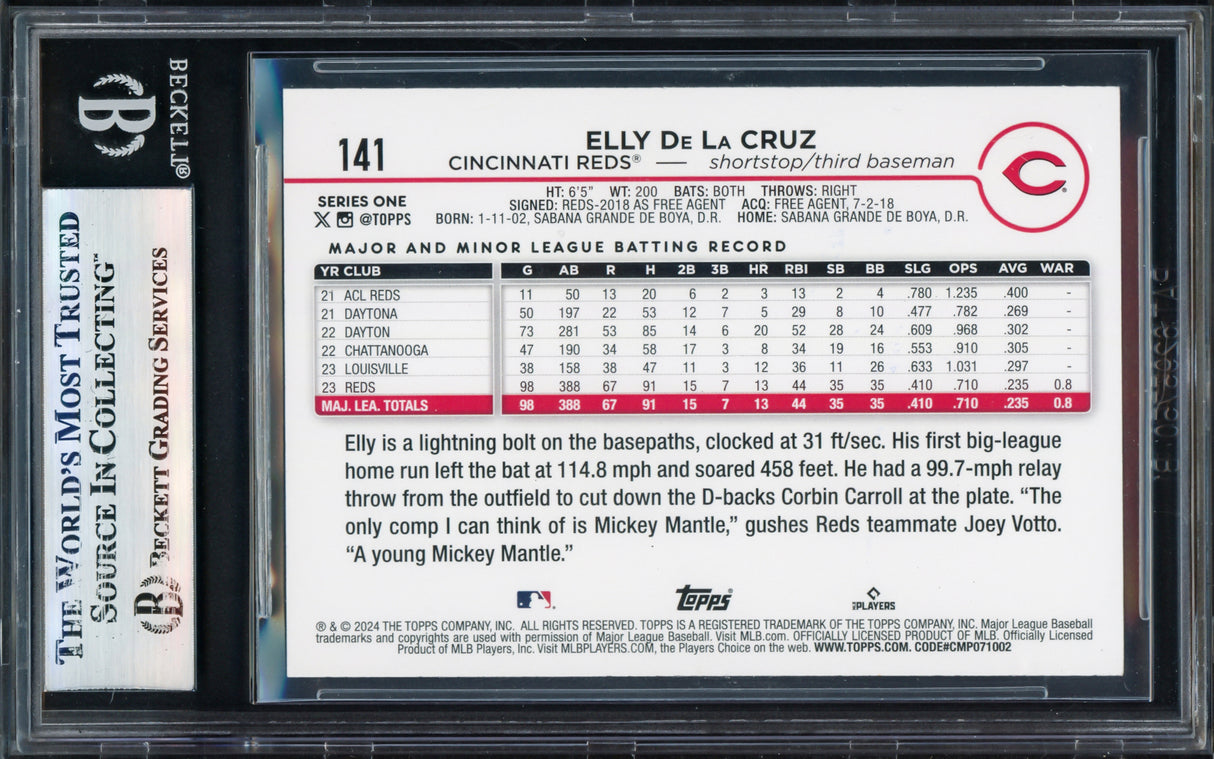 BECKETT®
THE WORLD'S MOST TRUSTED
SOURCE IN COLLECTING™
BECKETT GRADING SERVICES
141
ELLY DE LA CRUZ
CINCINNATI REDS® — shortstop/third baseman
SERIES ONE
@TOPPS
HT: 6'5" WT: 200 BATS: BOTH THROWS: RIGHT
SIGNED: REDS-2018 AS FREE AGENT ACQ: FREE AGENT, 7-2-18
BORN: 1-11-02, SABANA GRANDE DE BOYA, D.R. HOME: SABANA GRANDE DE BOYA, D.R.
MAJOR AND MINOR LEAGUE BATTING RECORD
YR CLUB G AB R H 2B 3B HR RBI SB BB SLG OPS AVG WAR
21 ACL REDS 11 50 13 20 6 2 3 13 2 4 .780 1.235 .400 -
21 DAYTONA 50 197 22 53 12 7 5 29 8 10 .477 .782 .269 -
22 DAYTON 73 281 53 85 14 6 20 52 28 24 .609 .968 .302 -
22 CHATTANOOGA 47 190 34 58 17 3 8 34 19 16 .553 .910 .305 -
23 LOUISVILLE 38 158 38 47 11 3 12 36 11 26 .633 1.031 .297 -
23 REDS 98 388 67 91 15 7 13 44 35 35 .410 .710 .235 0.8
MAJ. LEA. TOTALS 98 388 67 91 15 7 13 44 35 35 .410 .710 .235 0.8
Elly is a lightning bolt on the basepaths, clocked at 31 ft/sec. His first big-league
home run left the bat at 114.8 mph and soared 458 feet. He had a 99.7-mph relay
throw from the outfield to cut down the D-backs Corbin Carroll at the plate. “The
only comp I can think of is Mickey Mantle,” gushes Reds teammate Joey Votto.
“A young Mickey Mantle.”
Topps®
PLAYERS
® & © 2024 THE TOPPS COMPANY, INC. ALL RIGHTS RESERVED. TOPPS IS A REGISTERED TRADEMARK OF THE TOPPS COMPANY, INC. Major League Baseball
trademarks and copyrights are used with permission of Major League Baseball. Visit MLB.com. OFFICIALLY LICENSED PRODUCT OF MLB. Officially Licensed
Product of MLB Players, Inc. Visit MLBPLAYERS.COM, the Players Choice on the web. WWW.TOPPS.COM. CODE#CMP071002